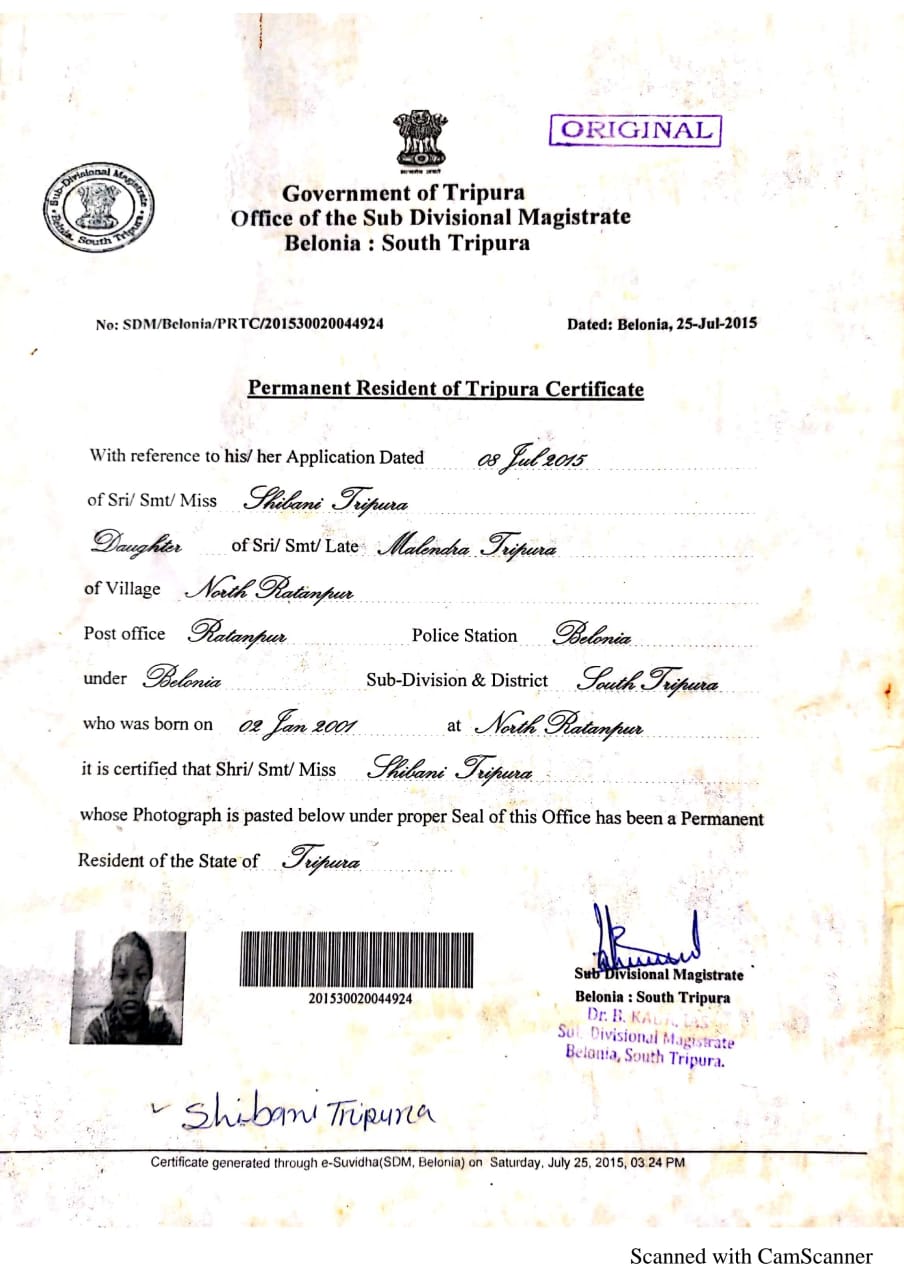 ORIGINAL
Sub-Divisional Magistrate
Belonia, South Tripura
Government of Tripura
Office of the Sub Divisional Magistrate
Belonia : South Tripura
No: SDM/Belonia/PRTC/201530020044924 Dated: Belonia, 25-Jul-2015
Permanent Resident of Tripura Certificate
With reference to his/ her Application Dated 08 Jul 2015
of Sri/ Smt/ Miss Shibani Tripura
Daughter of Sri/ Smt/ Late Malendra Tripura
of Village North Ratanpur
Post office Ratanpur Police Station Belonia
under Belonia Sub-Division & District South Tripura
who was born on 02 Jan 2001 at North Ratanpur
it is certified that Shri/ Smt/ Miss Shibani Tripura
whose Photograph is pasted below under proper Seal of this Office has been a Permanent
Resident of the State of Tripura
201530020044924
Sub Divisional Magistrate
Belonia : South Tripura
Dr. B.
Sub Divisional Magistrate
Belonia, South Tripura.
Shibani Tripura
Certificate generated through e-Suvidha(SDM, Belonia) on Saturday, July 25, 2015, 03:24 PM
Scanned with CamScanner